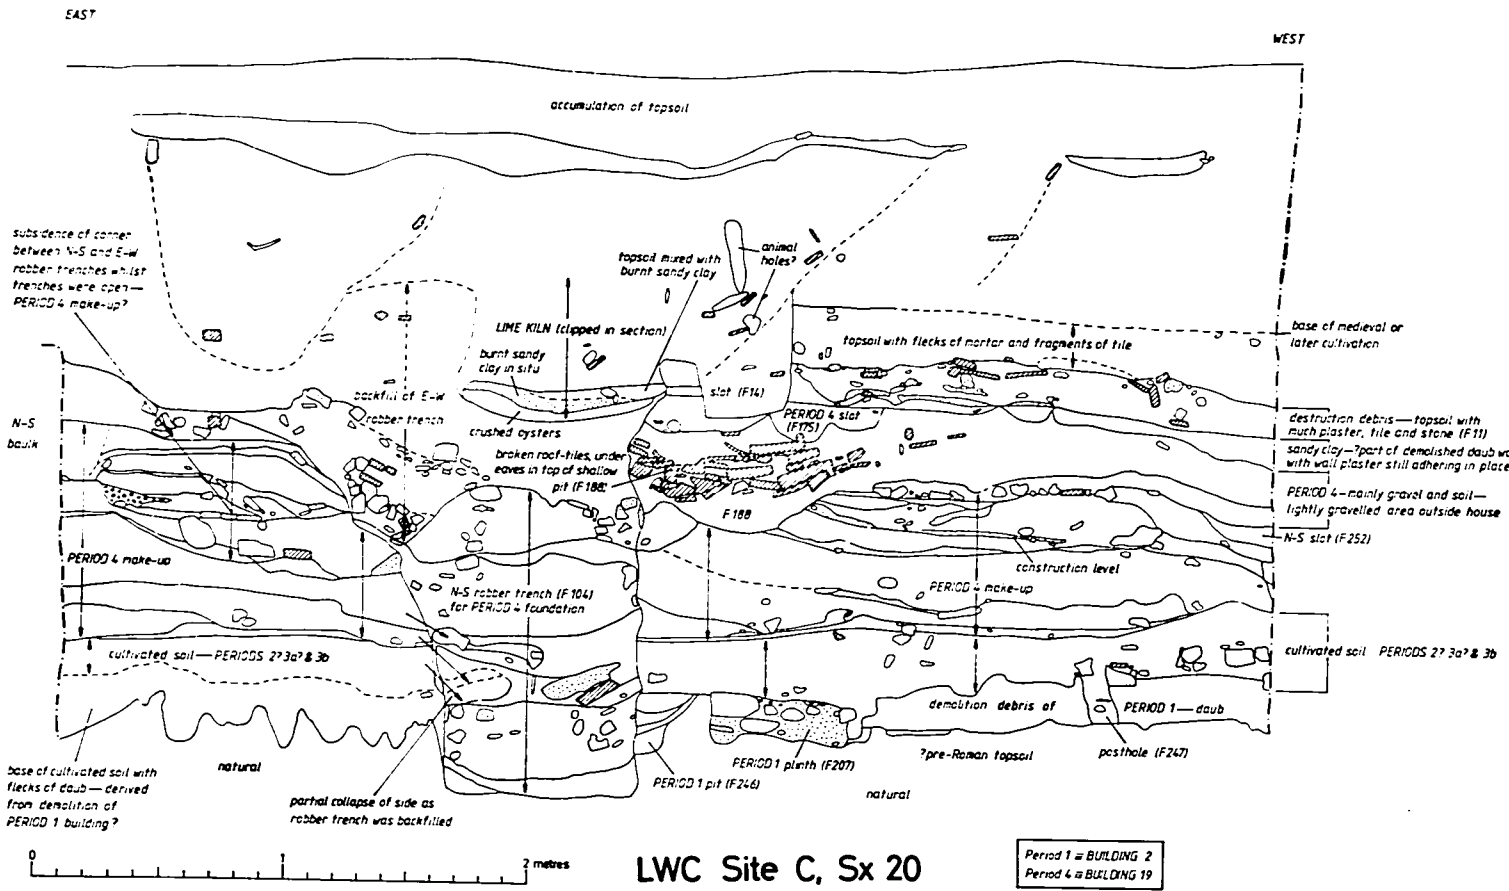 EAST
WEST
accumulation of topsoil
subsidence of corner
between N-S and E-W
robber trenches whilst
trenches were open—
PERIOD 4 make-up?
topsoil mixed with
burnt sandy clay
animal
holes?
LIME KILN (clipped in section)
burnt sandy
clay in situ
base of medieval or
later cultivation
topsoil with flecks of mortar and fragments of tile
backfill of E-W
robber trench
slot (F14)
PERIOD 4 slot
(F175)
crushed oysters
N-S
baulk
broken roof-tiles, under
eaves in top of shallow
pit (F188)
destruction debris—topsoil with
much plaster, tile and stone (F11)
sandy clay—?part of demolished daub
with wall plaster still adhering in place
F188
PERIOD 4—mainly gravel and soil—
lightly gravelled area outside house
N-S slot (F252)
construction level
PERIOD 4 make-up
N-S robber trench (F104)
for PERIOD 4 foundation
PERIOD 4 make-up
cultivated soil—PERIODS 2? 3a? & 3b
cultivated soil PERIODS 2? 3a? & 3b
demolition debris of PERIOD 1—daub
posthole (F247)
?pre-Roman topsoil
PERIOD 1 plinth (F207)
PERIOD 1 pit (F246)
natural
natural
base of cultivated soil with
flecks of daub—derived
from demolition of
PERIOD 1 building?
partial collapse of side as
robber trench was backfilled
0 1 2 metres
LWC Site C, Sx 20
Period 1 = BUILDING 2
Period 4 = BUILDING 19